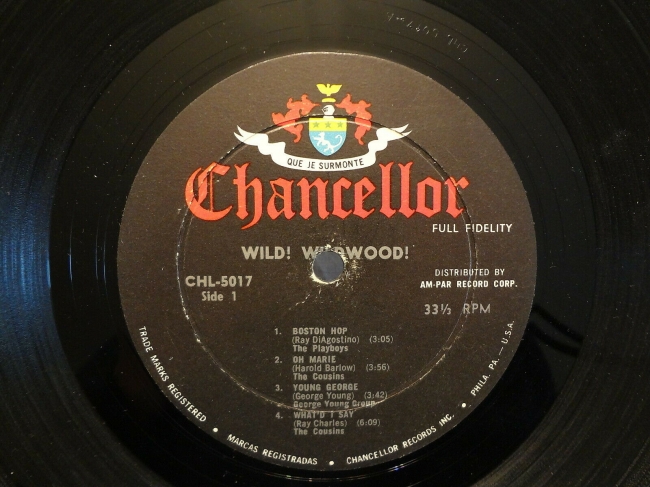 QUE JE SURMONTE
Chancellor
FULL FIDELITY
WILD! WILDWOOD!
CHL-5017
Side 1
DISTRIBUTED BY
AM-PAR RECORD CORP.
33⅓ RPM
1. BOSTON HOP
(Ray DiAgostino) (3:05)
The Playboys
2. OH MARIE
(Harold Barlow) (3:56)
The Cousins
3. YOUNG GEORGE
(George Young) (3:42)
George Young Group
4. WHAT'D I SAY
(Ray Charles) (6:09)
The Cousins
TRADE MARKS REGISTERED. • MARCAS REGISTRADAS • CHANCELLOR RECORDS INC. • PHILA, PA. — U.S.A.